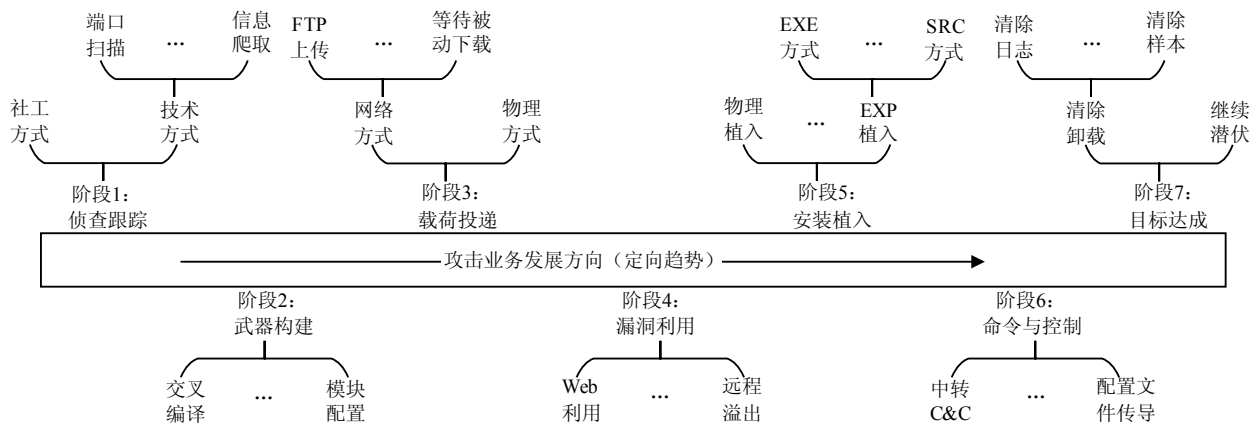 端口
扫描
...
信息
爬取
FTP
上传
...
等待被
动下载
EXE
方式
...
SRC
方式
清除
日志
...
清除
样本
社工
方式
技术
方式
网络
方式
物理
方式
物理
植入
...
EXP
植入
清除
卸载
继续
潜伏
阶段1:
侦查跟踪
阶段3:
载荷投递
阶段5:
安装植入
阶段7:
目标达成
攻击业务发展方向（定向趋势）
阶段2:
武器构建
阶段4:
漏洞利用
阶段6:
命令与控制
交叉
编译
...
模块
配置
Web
利用
...
远程
溢出
中转
C&C
...
配置文
件传导